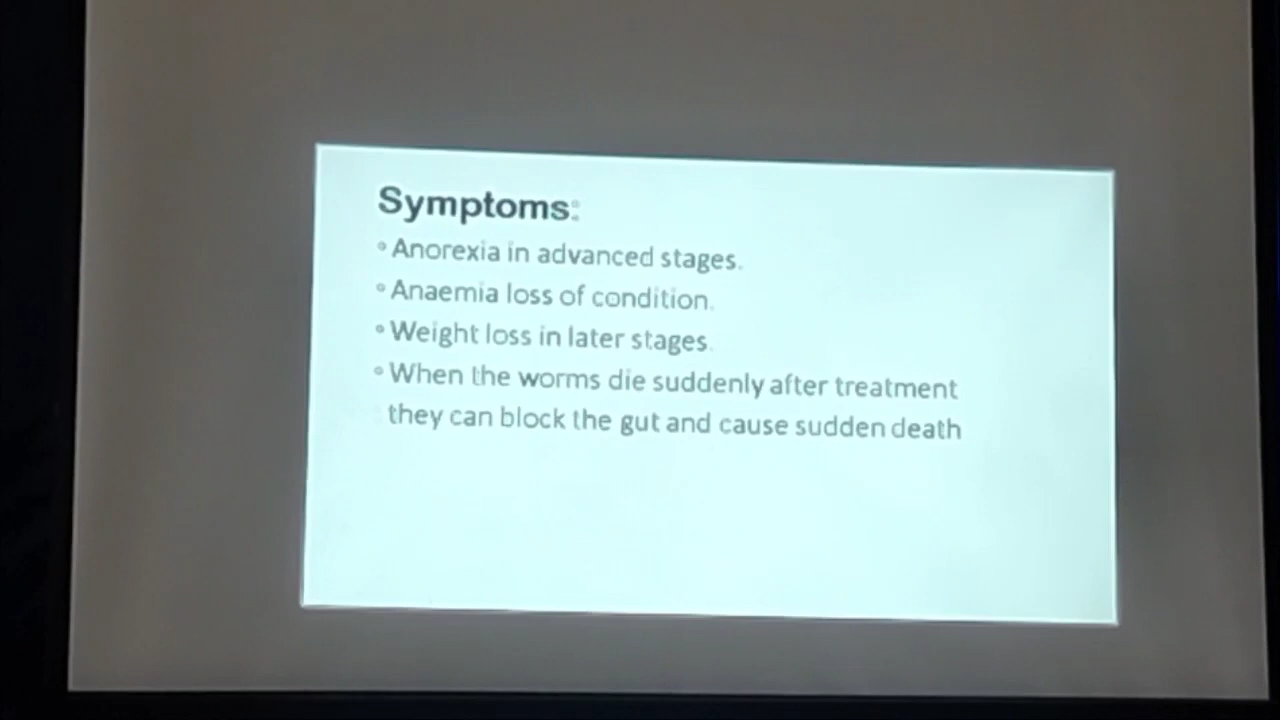 Symptoms:
• Anorexia in advanced stages.
• Anaemia loss of condition.
• Weight loss in later stages.
• When the worms die suddenly after treatment
they can block the gut and cause sudden death